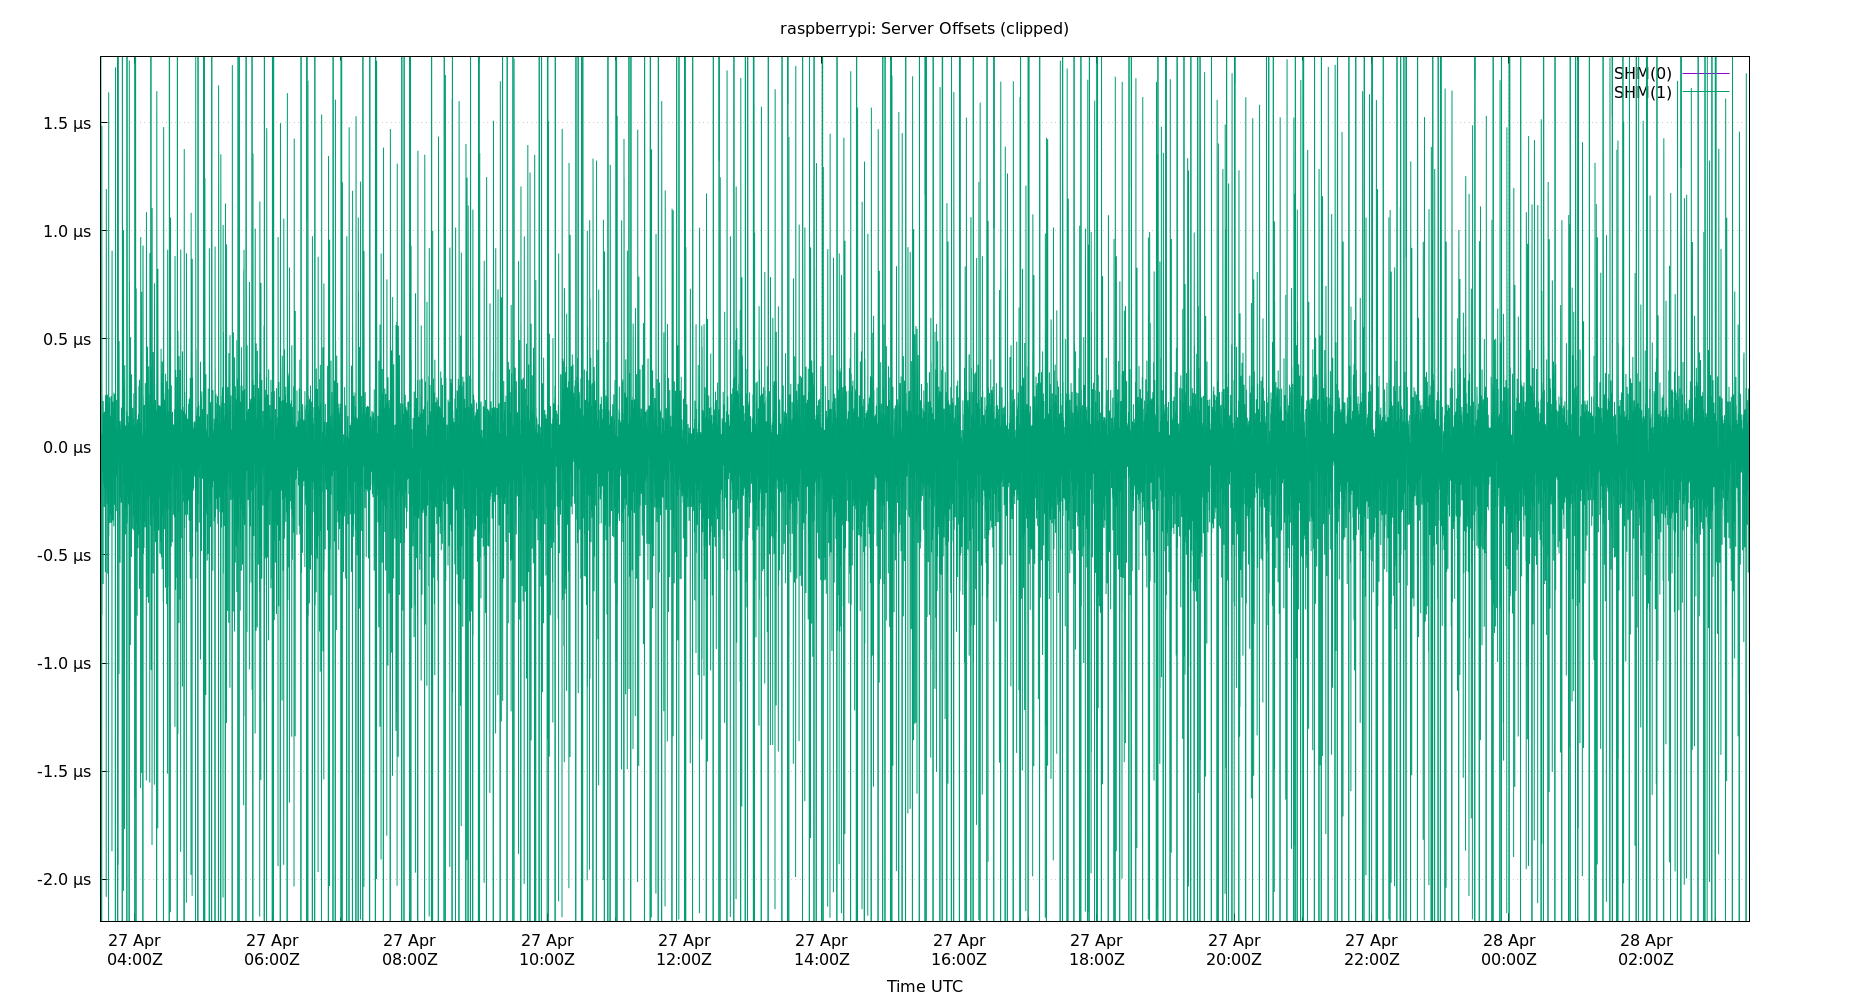 raspberrypi: Server Offsets (clipped)
SHM(0)
SHM(1)
1.5 µs
1.0 µs
0.5 µs
0.0 µs
-0.5 µs
-1.0 µs
-1.5 µs
-2.0 µs
27 Apr 27 Apr 27 Apr 27 Apr 27 Apr 27 Apr 27 Apr 27 Apr 27 Apr 27 Apr 28 Apr 28 Apr
04:00Z 06:00Z 08:00Z 10:00Z 12:00Z 14:00Z 16:00Z 18:00Z 20:00Z 22:00Z 00:00Z 02:00Z
Time UTC